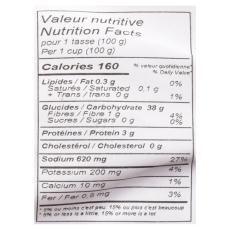 Valeur nutritive
Nutrition Facts
pour 1 tasse (100 g)
Per 1 cup (100 g)
Calories 160 % valeur quotidienne*
% Daily Value*
Lipides / Fat 0.3 g 0%
Saturés / Saturated 0.1 g
+ Trans / trans 0 g 1%
Glucides / Carbohydrate 38 g
Fibres / Fibre 1 g 4%
Sucres / Sugars 0 g 0%
Protéines / Protein 3 g
Cholestérol / Cholesterol 0 g
Sodium 620 mg 27%
Potassium 200 mg 4%
Calcium 10 mg 1%
Fer / Fer 0.5 mg 3%
* 5% ou moins c'est peu, 15% ou plus c'est beaucoup
* 5% or less is a little, 15% or more is a lot